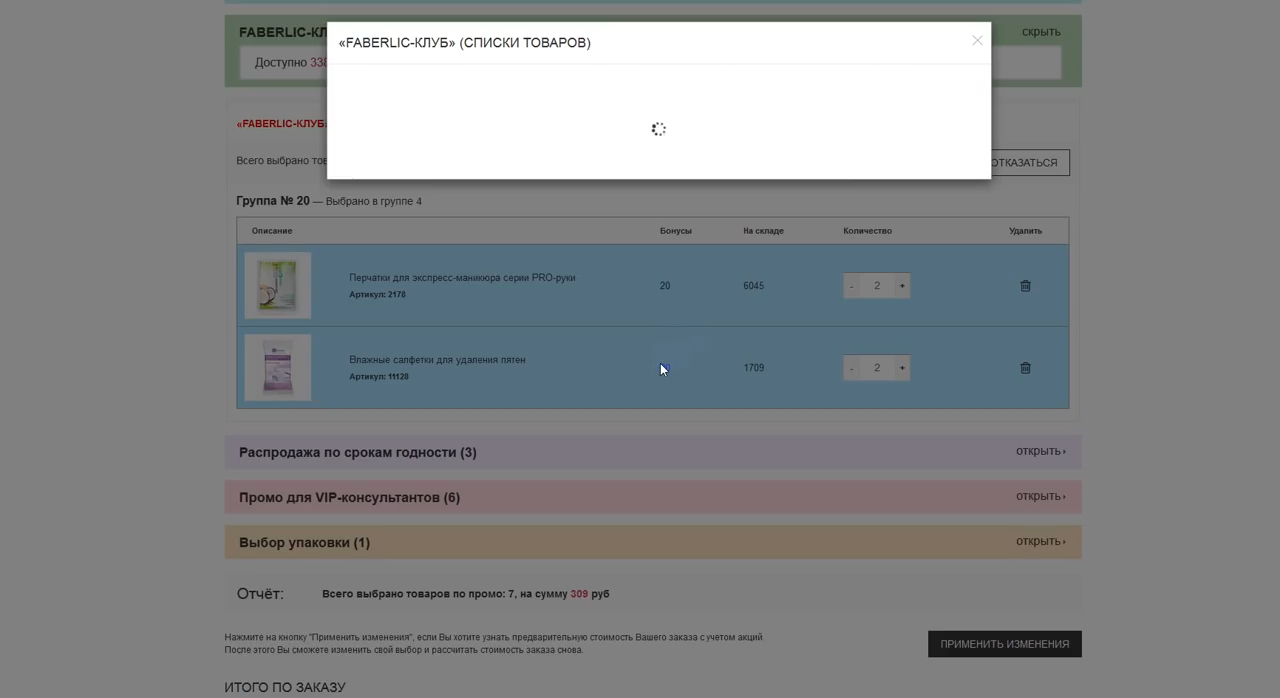 FABERLIC-КЛ
скрыть
Доступно 338
«FABERLIC-КЛУБ» (СПИСКИ ТОВАРОВ)
«FABERLIC-КЛУБ»
Всего выбрано тов
ОТКАЗАТЬСЯ
Группа № 20 — Выбрано в группе 4
Описание Бонусы На складе Количество Удалить
Перчатки для экспресс-маникюра серии PRO-руки
Артикул: 2178
20 6045 - 2 +
Влажные салфетки для удаления пятен
Артикул: 11128
1709 - 2 +
Распродажа по срокам годности (3) открыть
Промо для VIP-консультантов (6) открыть
Выбор упаковки (1) открыть
Отчёт: Всего выбрано товаров по промо: 7, на сумму 309 руб
Нажмите на кнопку "Применить изменения", если Вы хотите узнать предварительную стоимость Вашего заказа с учетом акций.
После этого Вы сможете изменить свой выбор и рассчитать стоимость заказа снова.
ПРИМЕНИТЬ ИЗМЕНЕНИЯ
ИТОГО ПО ЗАКАЗУ